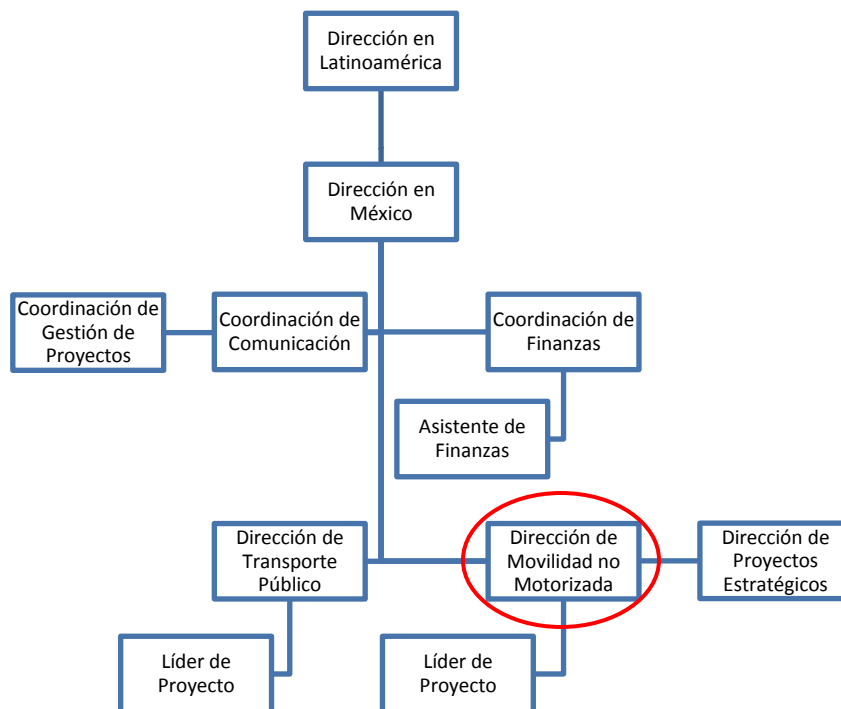 Dirección en
Latinoamérica
Dirección en
México
Coordinación de
Gestión de
Proyectos
Coordinación de
Comunicación
Coordinación de
Finanzas
Asistente de
Finanzas
Dirección de
Transporte
Público
Dirección de
Movilidad no
Motorizada
Dirección de
Proyectos
Estratégicos
Líder de
Proyecto
Líder de
Proyecto